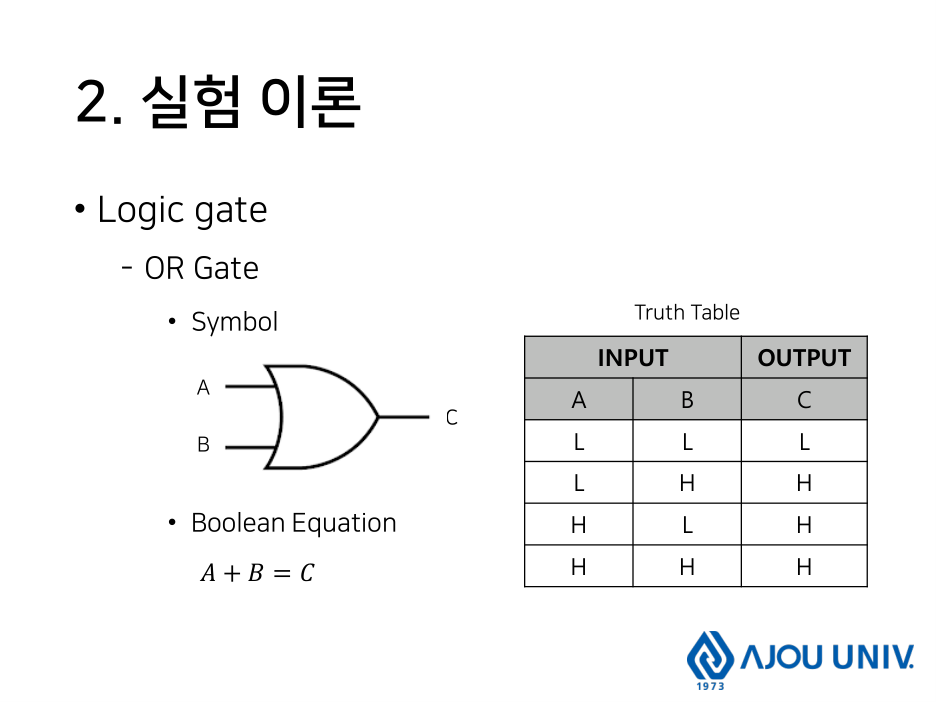 2. 실험 이론
• Logic gate
- OR Gate
• Symbol
A
B
C
• Boolean Equation
A + B = C
Truth Table
INPUT OUTPUT
A B C
L L L
L H H
H L H
H H H
AJOU UNIV.
1973